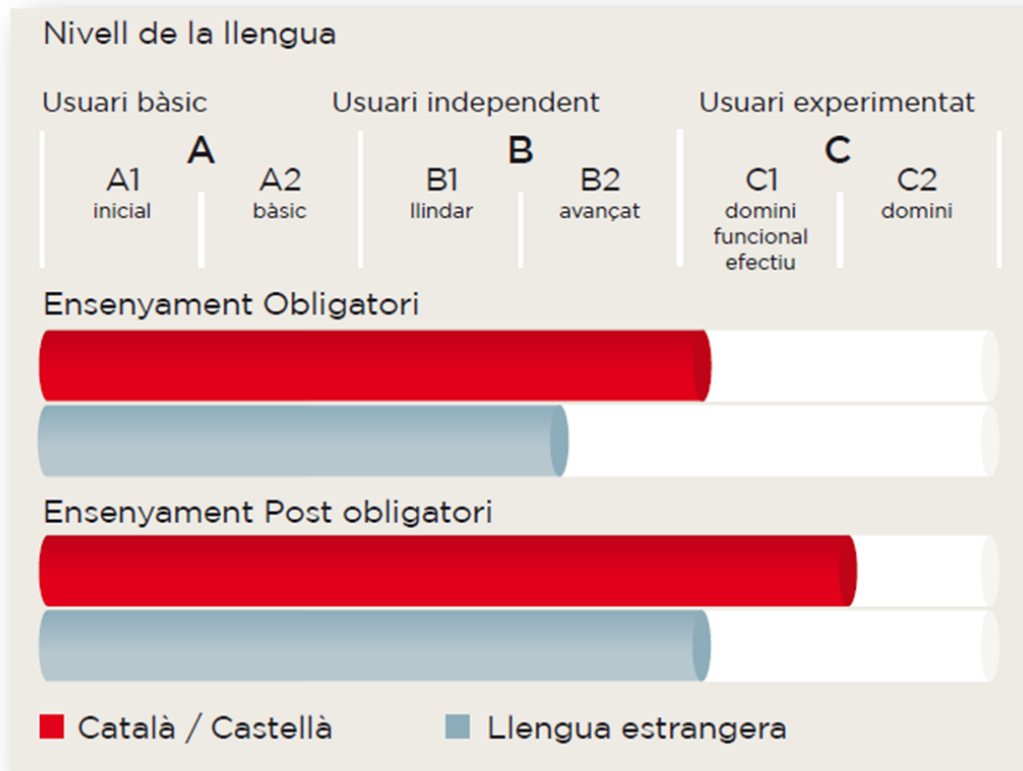 Nivell de la llengua
Usuari bàsic Usuari independent Usuari experimentat
A B C
A1 A2 B1 B2 C1 C2
inicial bàsic llindar avançat domini domini
funcional
efectiu
Ensenyament Obligatori
Ensenyament Post obligatori
Català / Castellà Llengua estrangera